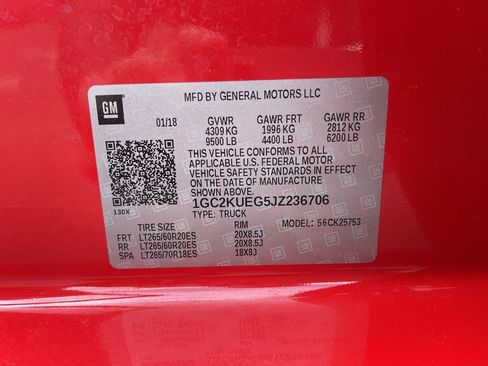 MFD BY GENERAL MOTORS LLC
GM
01/18 GVWR GAWR FRT GAWR RR
4309 KG 1996 KG 2812 KG
9500 LB 4400 LB 6200 LB
THIS VEHICLE CONFORMS TO ALL
APPLICABLE U.S. FEDERAL MOTOR
VEHICLE SAFETY STANDARDS IN EFFECT
ON THE DATE OF MANUFACTURE
SHOWN ABOVE.
1GC2KUEG5JZ236706
130X TYPE: TRUCK
TIRE SIZE RIM MODEL: 56CK25753
FRT LT265/60R20ES 20X8.5J
RR LT265/60R20ES 20X8.5J
SPA LT265/70R18ES 18X8J